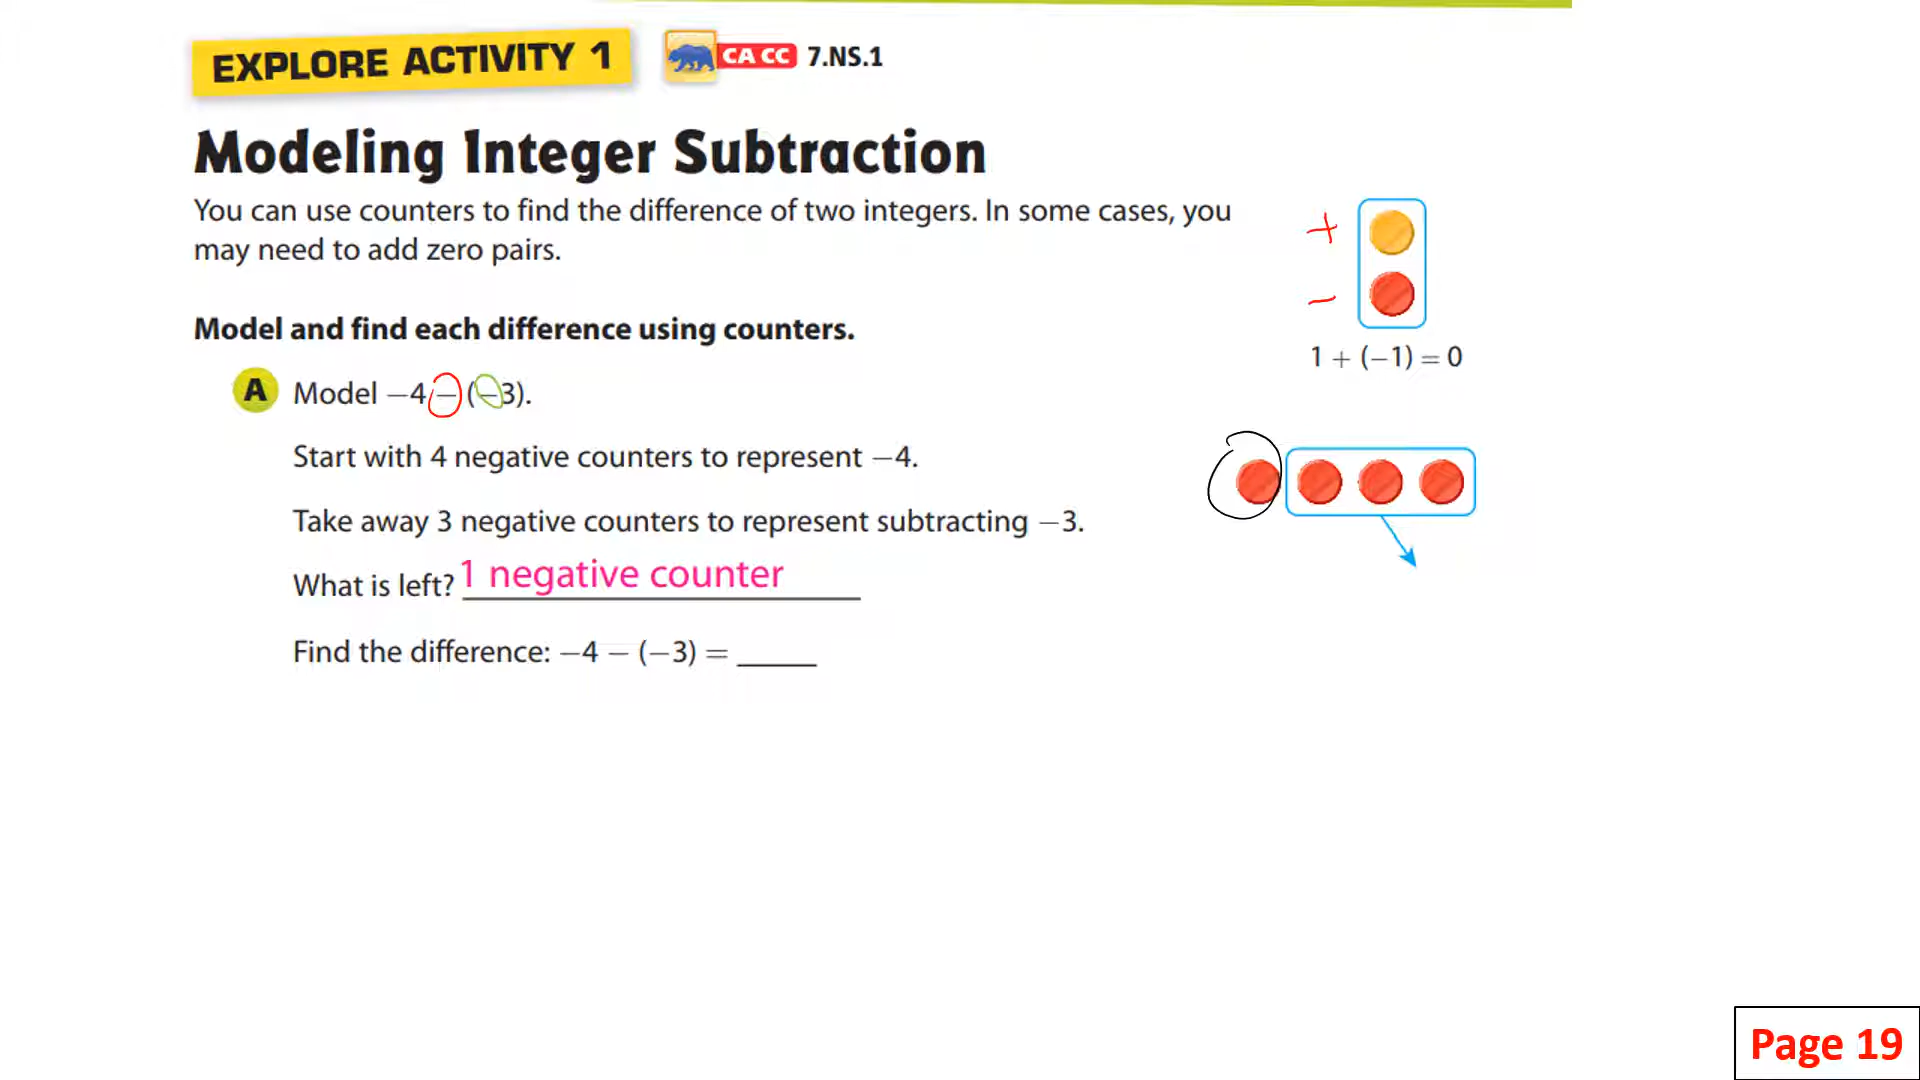 EXPLORE ACTIVITY 1
CA CC 7.NS.1
Modeling Integer Subtraction
You can use counters to find the difference of two integers. In some cases, you
may need to add zero pairs.
+
−
1 + (−1) = 0
Model and find each difference using counters.
A Model −4 − (−3).
Start with 4 negative counters to represent −4.
Take away 3 negative counters to represent subtracting −3.
What is left? 1 negative counter
Find the difference: −4 − (−3) = _____
Page 19